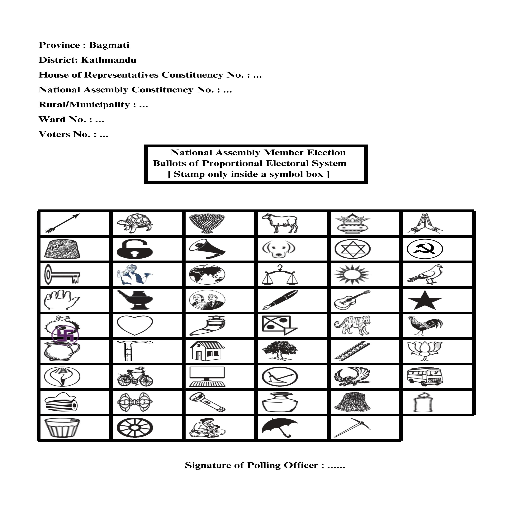 Province : Bagmati
District: Kathmandu
House of Representatives Constituency No. : ...
National Assembly Constituency No. : ...
Rural/Municipality : ...
Ward No. : ...
Voters No. : ...
National Assembly Member Election
Ballots of Proportional Electoral System
[ Stamp only inside a symbol box ]
Signature of Polling Officer : ......